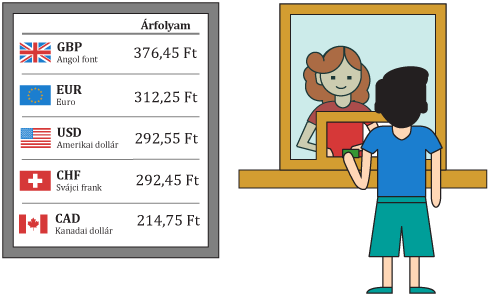 Árfolyam
GBP
Angol font
376,45 Ft
EUR
Euro
312,25 Ft
USD
Amerikai dollár
292,55 Ft
CHF
Svájci frank
292,45 Ft
CAD
Kanadai dollár
214,75 Ft